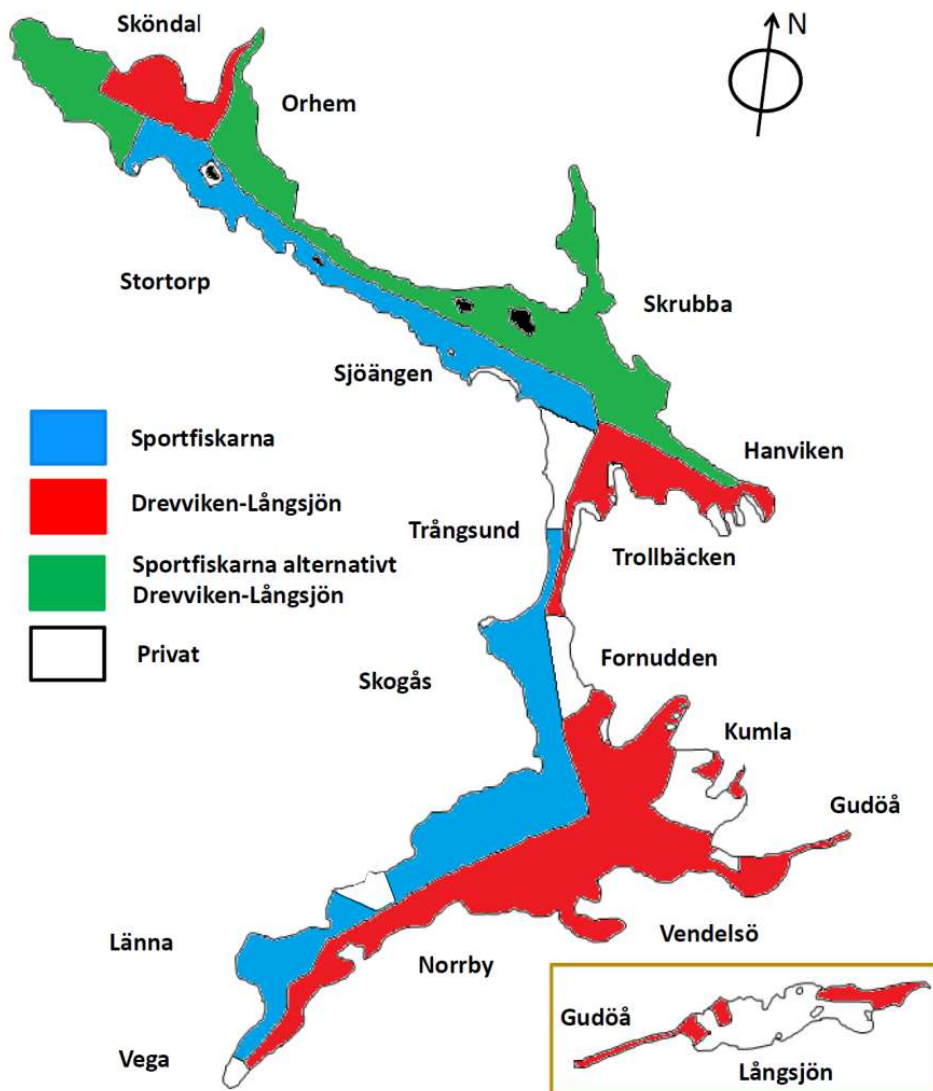 Sköndal
N
Orhem
Stortorp
Skrubba
Sjöängen
Sportfiskarna
Hanviken
Drevviken-Långsjön
Trångsund
Trollbäcken
Sportfiskarna alternativt
Drevviken-Långsjön
Privat
Fornudden
Skogås
Kumla
Gudöå
Vendelsö
Länna
Norrby
Gudöå
Vega
Långsjön